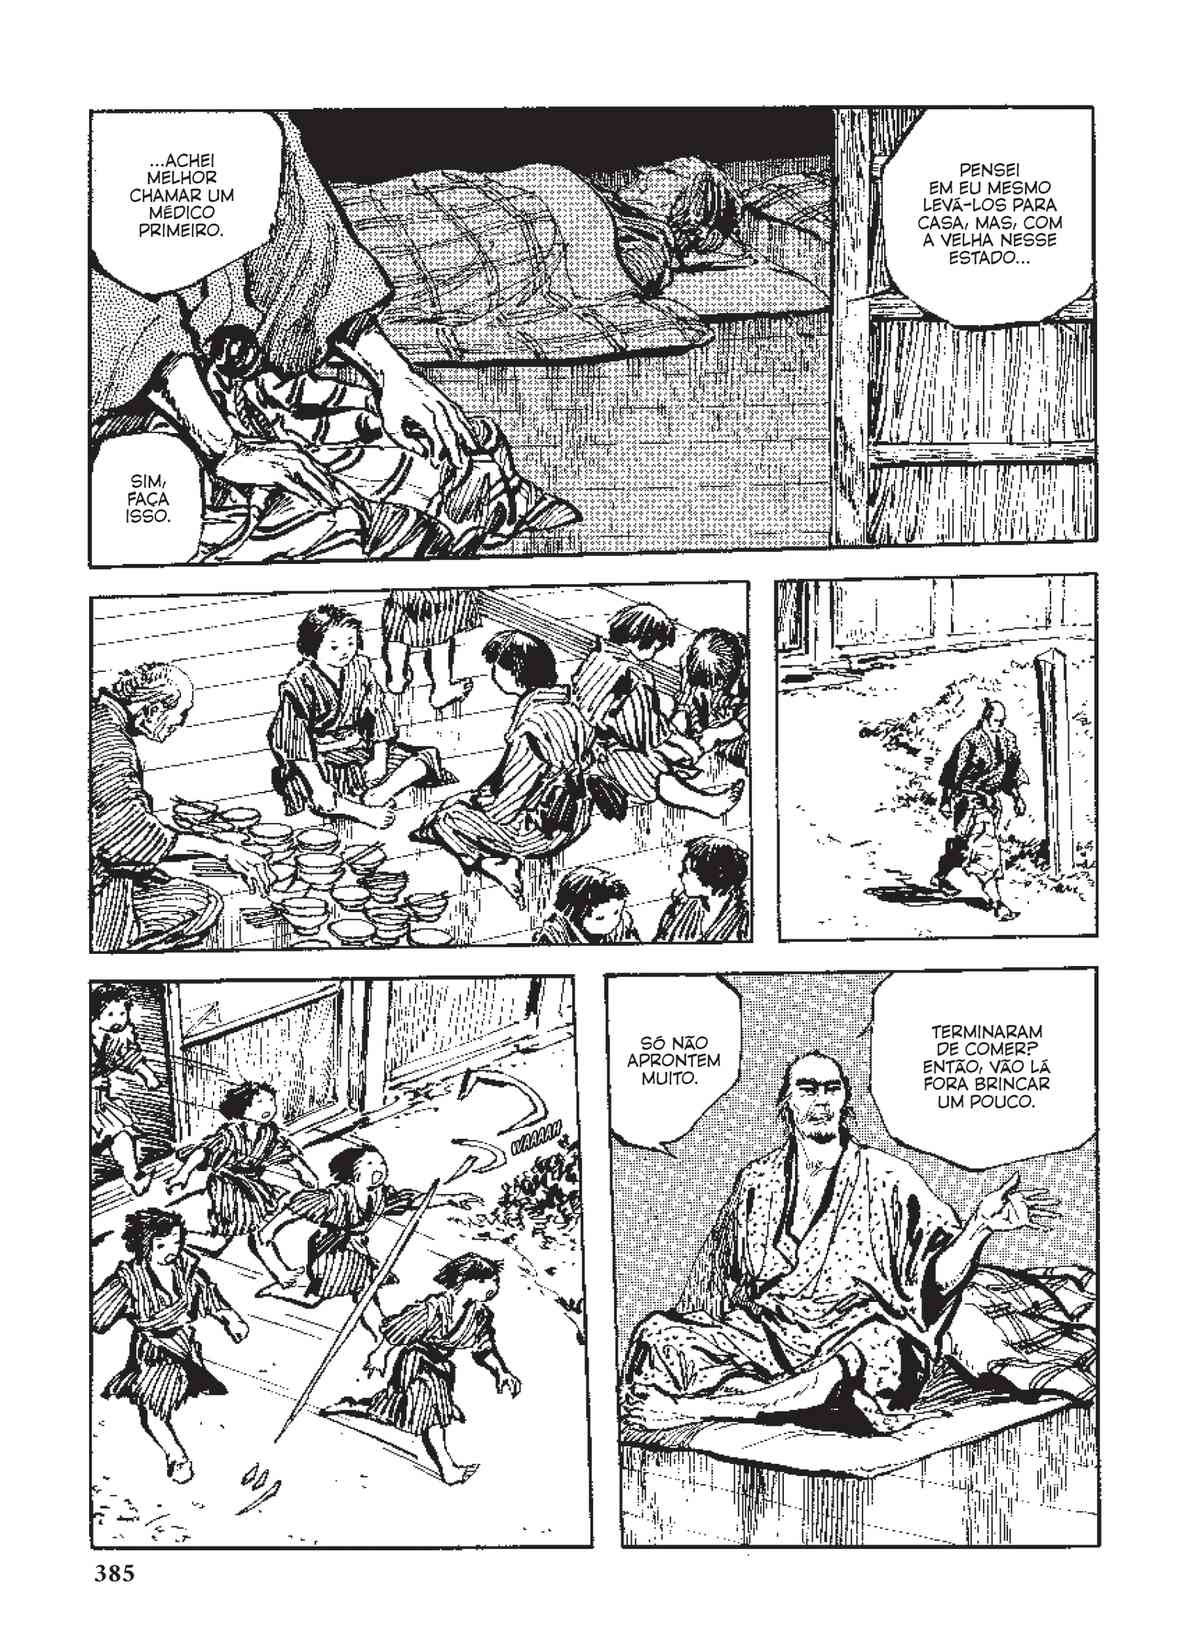 PENSEI
EM EU MESMO
LEVÁ-LOS PARA
CASA, MAS, COM
A VELHA NESSE
ESTADO...
...ACHEI
MELHOR
CHAMAR UM
MÉDICO
PRIMEIRO.
SIM,
FAÇA
ISSO.
TERMINARAM
DE COMER?
ENTÃO, VÃO LÁ
FORA BRINCAR
UM POUCO.
SÓ NÃO
APRONTEM
MUITO.
WAAAAH
385